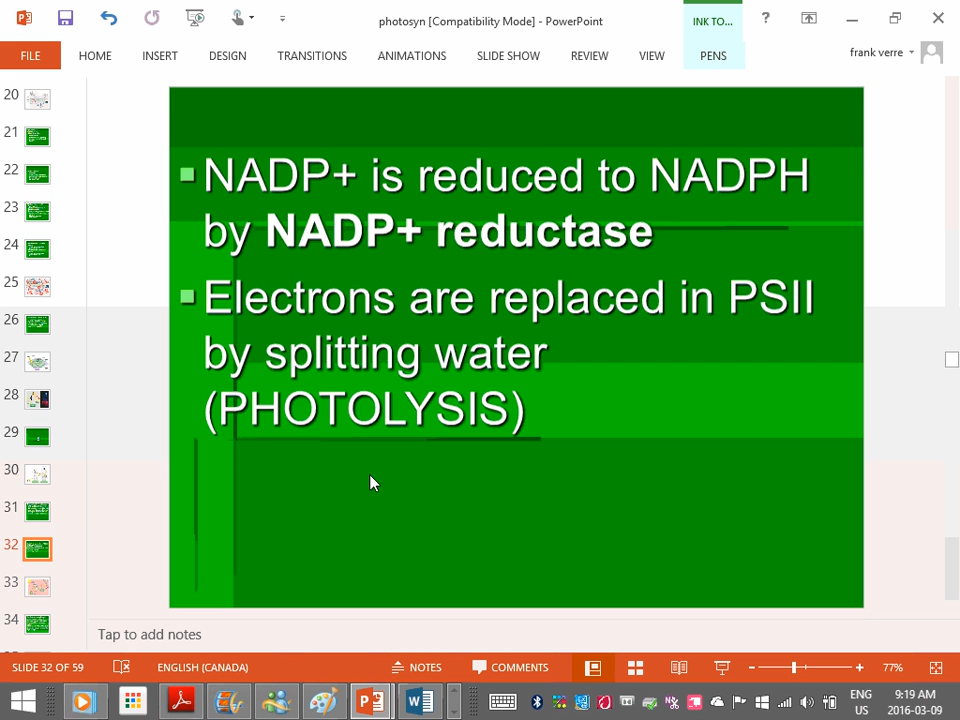 photosyn [Compatibility Mode] - PowerPoint
INK TO...
?
FILE
HOME
INSERT
DESIGN
TRANSITIONS
ANIMATIONS
SLIDE SHOW
REVIEW
VIEW
PENS
frank verre
20
21
22
23
24
25
26
27
28
29
30
31
32
33
34
NADP+ is reduced to NADPH
by NADP+ reductase
Electrons are replaced in PSII
by splitting water
(PHOTOLYSIS)
Tap to add notes
SLIDE 32 OF 59
ENGLISH (CANADA)
NOTES
COMMENTS
77%
ENG
US
9:19 AM
2016-03-09